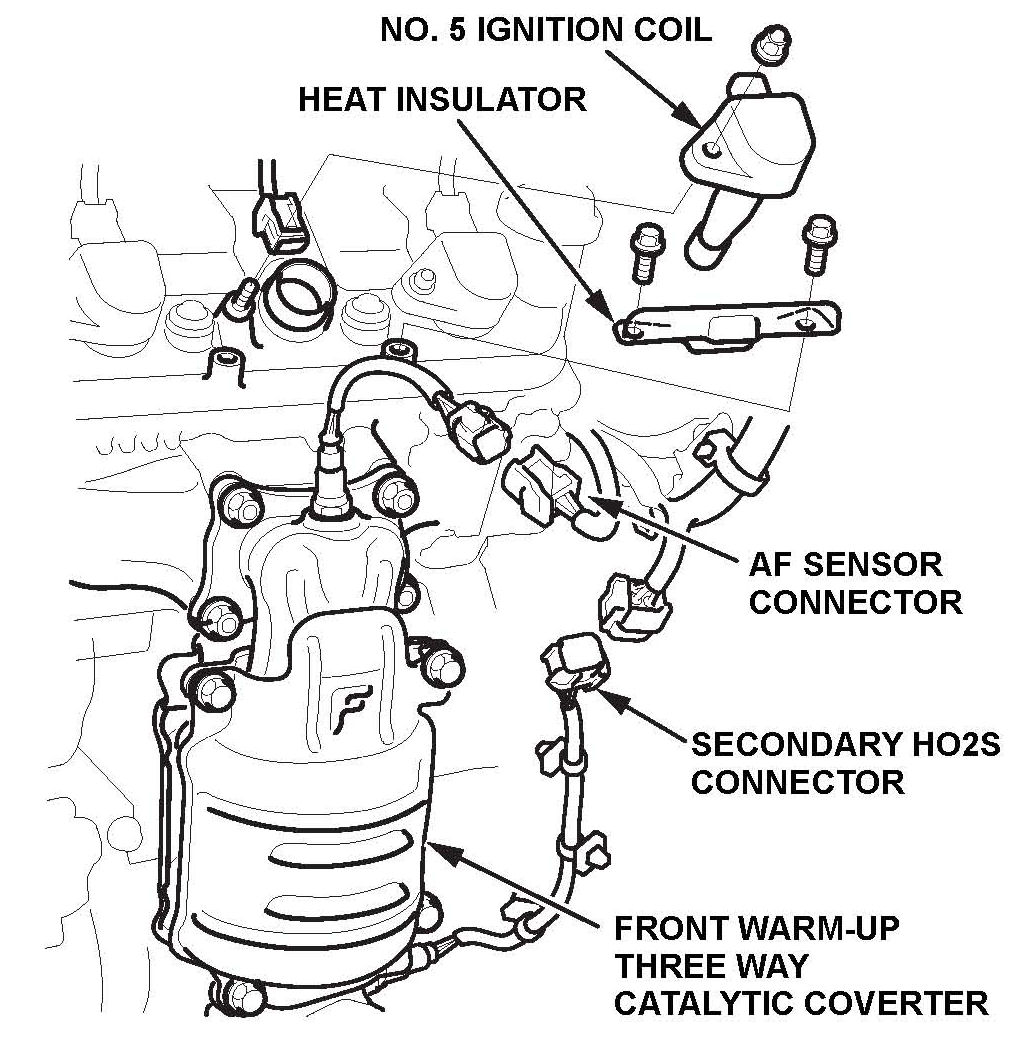 NO. 5 IGNITION COIL
HEAT INSULATOR
AF SENSOR
CONNECTOR
SECONDARY HO2S
CONNECTOR
F
FRONT WARM-UP
THREE WAY
CATALYTIC COVERTER